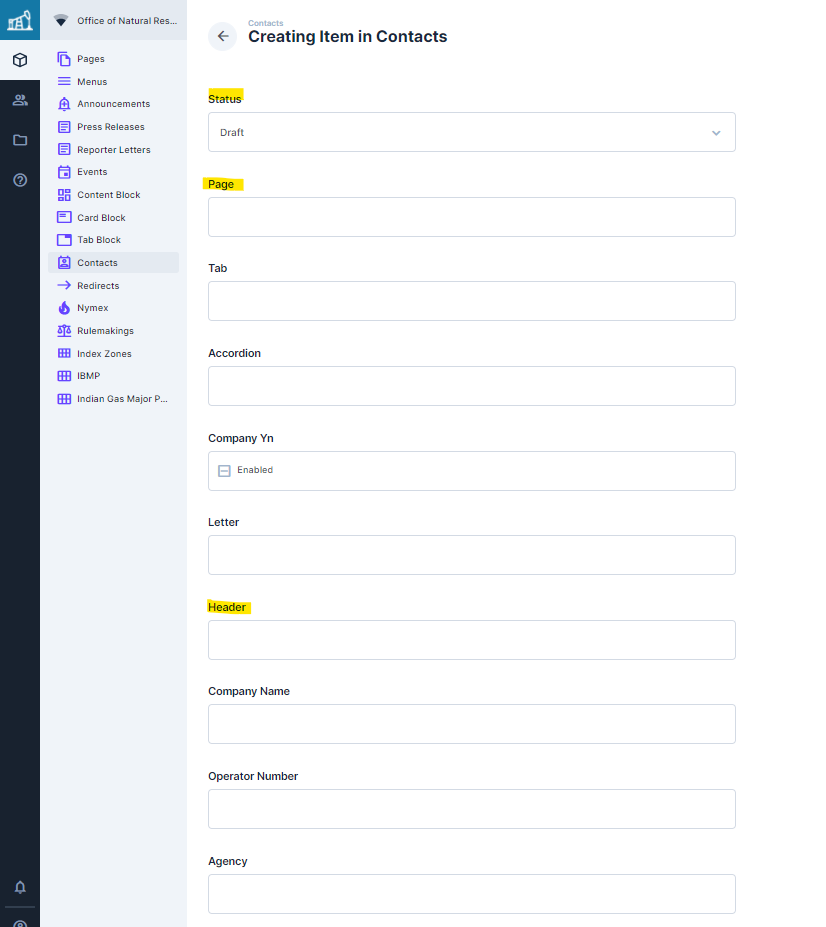 Office of Natural Res...
Pages
Menus
Announcements
Press Releases
Reporter Letters
Events
Content Block
Card Block
Tab Block
Contacts
Redirects
Nymex
Rulemakings
Index Zones
IBMP
Indian Gas Major P...
Contacts
Creating Item in Contacts
Status
Draft
Page
Tab
Accordion
Company Yn
Enabled
Letter
Header
Company Name
Operator Number
Agency